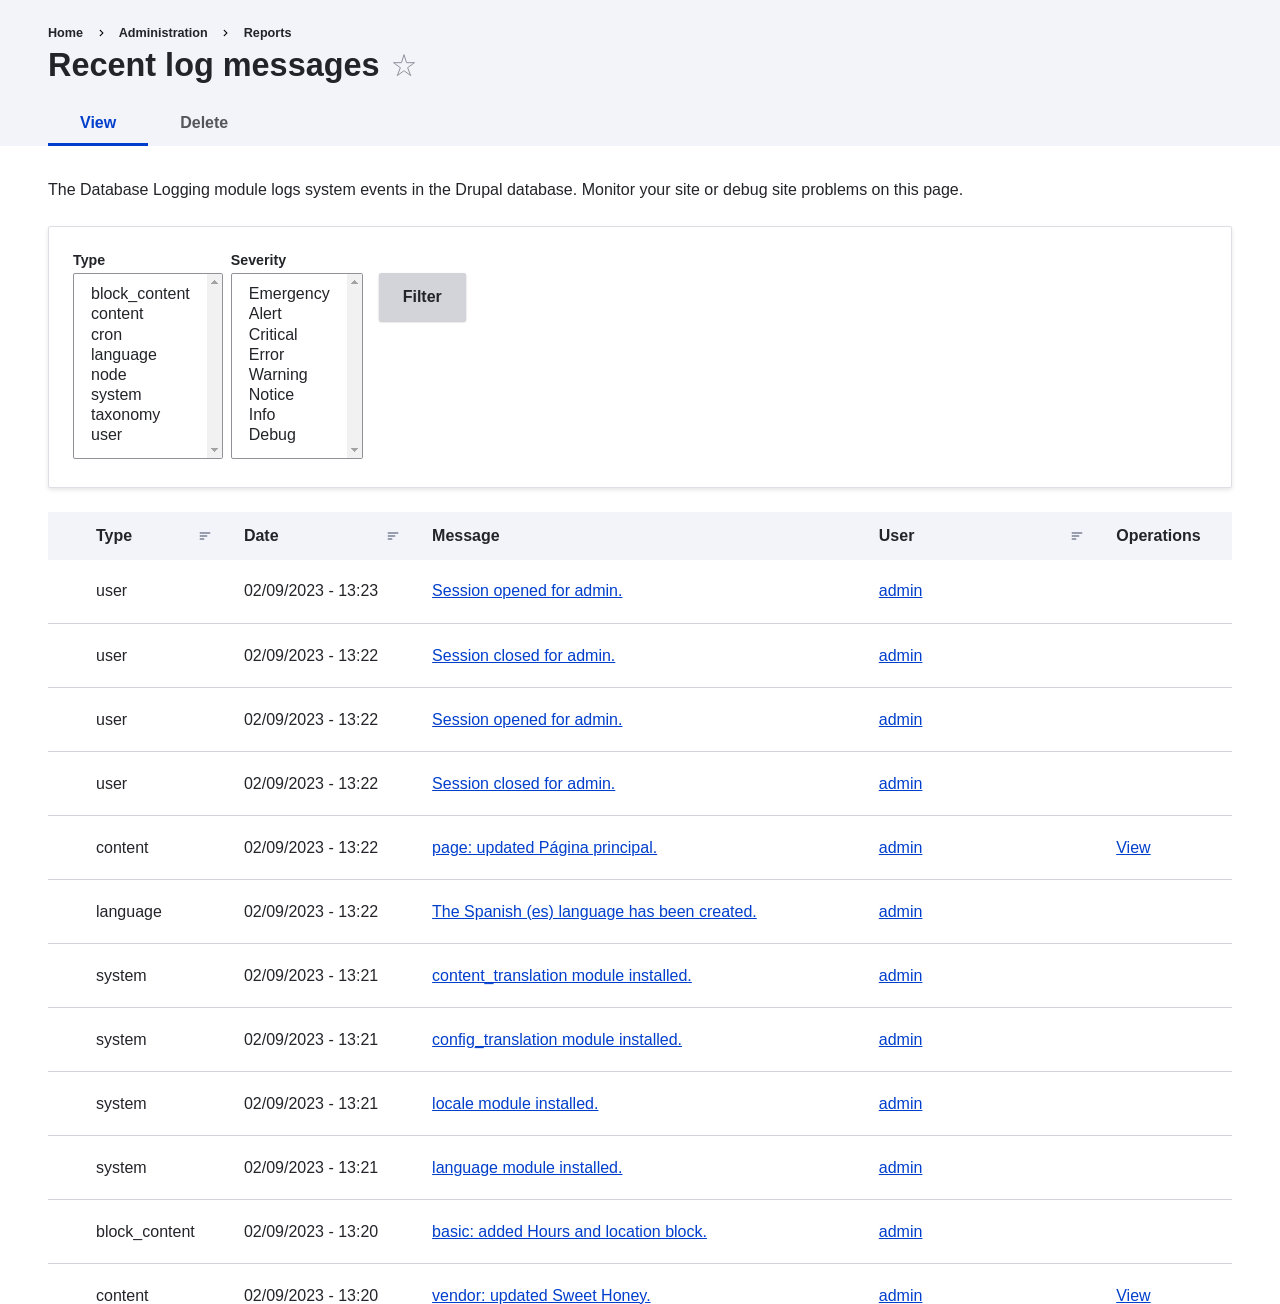 Home > Administration > Reports
Recent log messages
View Delete
The Database Logging module logs system events in the Drupal database. Monitor your site or debug site problems on this page.
Type
block_content
content
cron
language
node
system
taxonomy
user
Severity
Emergency
Alert
Critical
Error
Warning
Notice
Info
Debug
Filter
Type Date Message User Operations
user 02/09/2023 - 13:23 Session opened for admin. admin
user 02/09/2023 - 13:22 Session closed for admin. admin
user 02/09/2023 - 13:22 Session opened for admin. admin
user 02/09/2023 - 13:22 Session closed for admin. admin
content 02/09/2023 - 13:22 page: updated Página principal. admin View
language 02/09/2023 - 13:22 The Spanish (es) language has been created. admin
system 02/09/2023 - 13:21 content_translation module installed. admin
system 02/09/2023 - 13:21 config_translation module installed. admin
system 02/09/2023 - 13:21 locale module installed. admin
system 02/09/2023 - 13:21 language module installed. admin
block_content 02/09/2023 - 13:20 basic: added Hours and location block. admin
content 02/09/2023 - 13:20 vendor: updated Sweet Honey. admin View